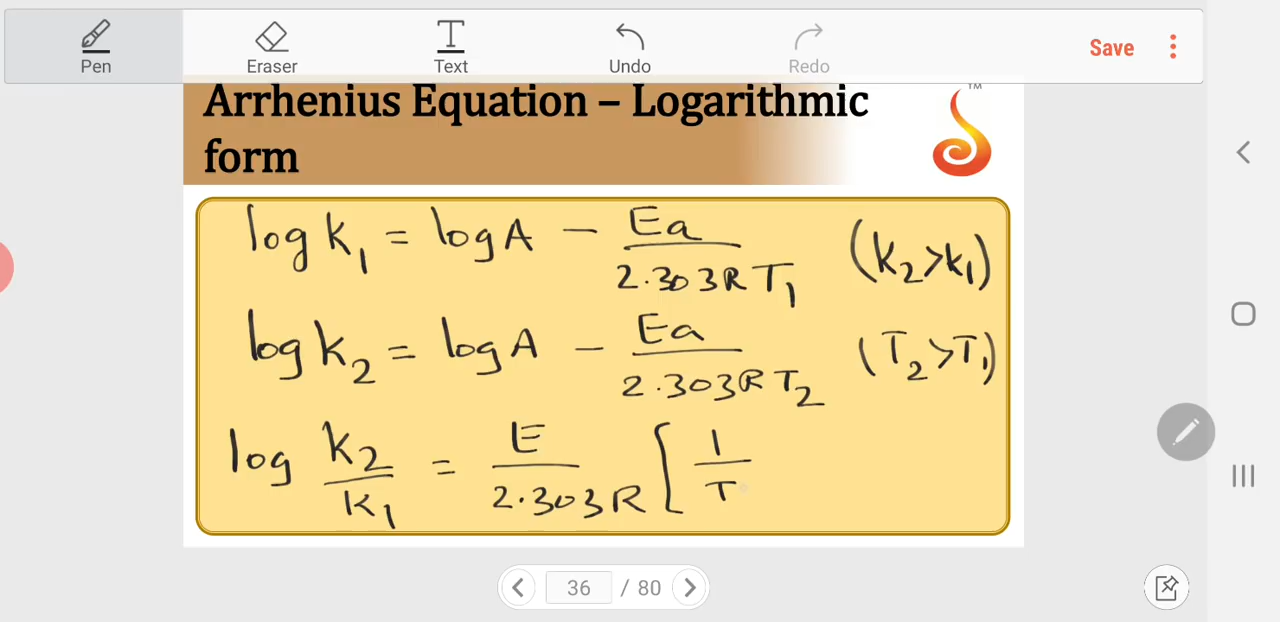 Pen Eraser Text Undo Redo Save
TM
Arrhenius Equation – Logarithmic
form
log k₁ = log A − Ea / 2.303RT₁ (k₂>k₁)
log k₂ = log A − Ea / 2.303RT₂ (T₂>T₁)
log k₂ / k₁ = E / 2.303R [ 1 / T
36 / 80